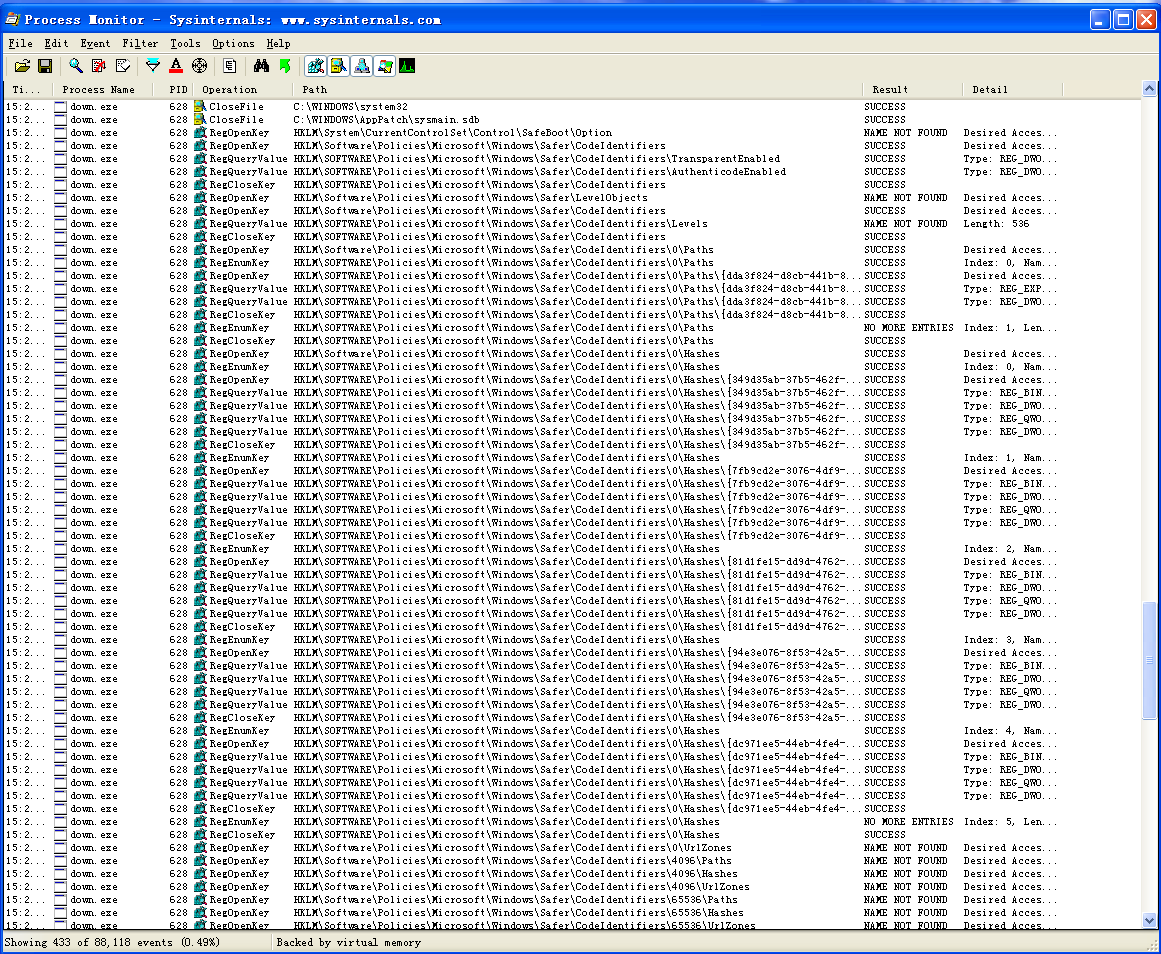 Process Monitor - Sysinternals: www.sysinternals.com
File Edit Event Filter Tools Options Help
Ti... Process Name PID Operation Path Result Detail
15:2... down.exe 628 CloseFile C:\WINDOWS\system32 SUCCESS
15:2... down.exe 628 CloseFile C:\WINDOWS\AppPatch\sysmain.sdb SUCCESS
15:2... down.exe 628 RegOpenKey HKLM\System\CurrentControlSet\Control\SafeBoot\Option NAME NOT FOUND Desired Acces...
15:2... down.exe 628 RegOpenKey HKLM\Software\Policies\Microsoft\Windows\Safer\CodeIdentifiers SUCCESS Desired Acces...
15:2... down.exe 628 RegQueryValue HKLM\SOFTWARE\Policies\Microsoft\Windows\Safer\CodeIdentifiers\TransparentEnabled SUCCESS Type: REG_DWO...
15:2... down.exe 628 RegQueryValue HKLM\SOFTWARE\Policies\Microsoft\Windows\Safer\CodeIdentifiers\AuthenticodeEnabled SUCCESS Type: REG_DWO...
15:2... down.exe 628 RegCloseKey HKLM\SOFTWARE\Policies\Microsoft\Windows\Safer\CodeIdentifiers SUCCESS
15:2... down.exe 628 RegOpenKey HKLM\Software\Policies\Microsoft\Windows\Safer\LevelObjects NAME NOT FOUND Desired Acces...
15:2... down.exe 628 RegOpenKey HKLM\Software\Policies\Microsoft\Windows\Safer\CodeIdentifiers SUCCESS Desired Acces...
15:2... down.exe 628 RegQueryValue HKLM\SOFTWARE\Policies\Microsoft\Windows\Safer\CodeIdentifiers\Levels NAME NOT FOUND Length: 536
15:2... down.exe 628 RegCloseKey HKLM\SOFTWARE\Policies\Microsoft\Windows\Safer\CodeIdentifiers SUCCESS
15:2... down.exe 628 RegOpenKey HKLM\Software\Policies\Microsoft\Windows\Safer\CodeIdentifiers\0\Paths SUCCESS Desired Acces...
15:2... down.exe 628 RegEnumKey HKLM\SOFTWARE\Policies\Microsoft\Windows\Safer\CodeIdentifiers\0\Paths SUCCESS Index: 0, Nam...
15:2... down.exe 628 RegOpenKey HKLM\SOFTWARE\Policies\Microsoft\Windows\Safer\CodeIdentifiers\0\Paths\{dda3f824-d8cb-441b-8... SUCCESS Desired Acces...
15:2... down.exe 628 RegQueryValue HKLM\SOFTWARE\Policies\Microsoft\Windows\Safer\CodeIdentifiers\0\Paths\{dda3f824-d8cb-441b-8... SUCCESS Type: REG_EXP...
15:2... down.exe 628 RegQueryValue HKLM\SOFTWARE\Policies\Microsoft\Windows\Safer\CodeIdentifiers\0\Paths\{dda3f824-d8cb-441b-8... SUCCESS Type: REG_DWO...
15:2... down.exe 628 RegCloseKey HKLM\SOFTWARE\Policies\Microsoft\Windows\Safer\CodeIdentifiers\0\Paths\{dda3f824-d8cb-441b-8... SUCCESS
15:2... down.exe 628 RegEnumKey HKLM\SOFTWARE\Policies\Microsoft\Windows\Safer\CodeIdentifiers\0\Paths NO MORE ENTRIES Index: 1, Len...
15:2... down.exe 628 RegCloseKey HKLM\SOFTWARE\Policies\Microsoft\Windows\Safer\CodeIdentifiers\0\Paths SUCCESS
15:2... down.exe 628 RegOpenKey HKLM\Software\Policies\Microsoft\Windows\Safer\CodeIdentifiers\0\Hashes SUCCESS Desired Acces...
15:2... down.exe 628 RegEnumKey HKLM\SOFTWARE\Policies\Microsoft\Windows\Safer\CodeIdentifiers\0\Hashes SUCCESS Index: 0, Nam...
15:2... down.exe 628 RegOpenKey HKLM\SOFTWARE\Policies\Microsoft\Windows\Safer\CodeIdentifiers\0\Hashes\{349d35ab-37b5-462f-... SUCCESS Desired Acces...
15:2... down.exe 628 RegQueryValue HKLM\SOFTWARE\Policies\Microsoft\Windows\Safer\CodeIdentifiers\0\Hashes\{349d35ab-37b5-462f-... SUCCESS Type: REG_BIN...
15:2... down.exe 628 RegQueryValue HKLM\SOFTWARE\Policies\Microsoft\Windows\Safer\CodeIdentifiers\0\Hashes\{349d35ab-37b5-462f-... SUCCESS Type: REG_DWO...
15:2... down.exe 628 RegQueryValue HKLM\SOFTWARE\Policies\Microsoft\Windows\Safer\CodeIdentifiers\0\Hashes\{349d35ab-37b5-462f-... SUCCESS Type: REG_QWO...
15:2... down.exe 628 RegQueryValue HKLM\SOFTWARE\Policies\Microsoft\Windows\Safer\CodeIdentifiers\0\Hashes\{349d35ab-37b5-462f-... SUCCESS Type: REG_DWO...
15:2... down.exe 628 RegCloseKey HKLM\SOFTWARE\Policies\Microsoft\Windows\Safer\CodeIdentifiers\0\Hashes\{349d35ab-37b5-462f-... SUCCESS
15:2... down.exe 628 RegEnumKey HKLM\SOFTWARE\Policies\Microsoft\Windows\Safer\CodeIdentifiers\0\Hashes SUCCESS Index: 1, Nam...
15:2... down.exe 628 RegOpenKey HKLM\SOFTWARE\Policies\Microsoft\Windows\Safer\CodeIdentifiers\0\Hashes\{7fb9cd2e-3076-4df9-... SUCCESS Desired Acces...
15:2... down.exe 628 RegQueryValue HKLM\SOFTWARE\Policies\Microsoft\Windows\Safer\CodeIdentifiers\0\Hashes\{7fb9cd2e-3076-4df9-... SUCCESS Type: REG_BIN...
15:2... down.exe 628 RegQueryValue HKLM\SOFTWARE\Policies\Microsoft\Windows\Safer\CodeIdentifiers\0\Hashes\{7fb9cd2e-3076-4df9-... SUCCESS Type: REG_DWO...
15:2... down.exe 628 RegQueryValue HKLM\SOFTWARE\Policies\Microsoft\Windows\Safer\CodeIdentifiers\0\Hashes\{7fb9cd2e-3076-4df9-... SUCCESS Type: REG_QWO...
15:2... down.exe 628 RegQueryValue HKLM\SOFTWARE\Policies\Microsoft\Windows\Safer\CodeIdentifiers\0\Hashes\{7fb9cd2e-3076-4df9-... SUCCESS Type: REG_DWO...
15:2... down.exe 628 RegCloseKey HKLM\SOFTWARE\Policies\Microsoft\Windows\Safer\CodeIdentifiers\0\Hashes\{7fb9cd2e-3076-4df9-... SUCCESS
15:2... down.exe 628 RegEnumKey HKLM\SOFTWARE\Policies\Microsoft\Windows\Safer\CodeIdentifiers\0\Hashes SUCCESS Index: 2, Nam...
15:2... down.exe 628 RegOpenKey HKLM\SOFTWARE\Policies\Microsoft\Windows\Safer\CodeIdentifiers\0\Hashes\{81d1fe15-dd9d-4762-... SUCCESS Desired Acces...
15:2... down.exe 628 RegQueryValue HKLM\SOFTWARE\Policies\Microsoft\Windows\Safer\CodeIdentifiers\0\Hashes\{81d1fe15-dd9d-4762-... SUCCESS Type: REG_BIN...
15:2... down.exe 628 RegQueryValue HKLM\SOFTWARE\Policies\Microsoft\Windows\Safer\CodeIdentifiers\0\Hashes\{81d1fe15-dd9d-4762-... SUCCESS Type: REG_DWO...
15:2... down.exe 628 RegQueryValue HKLM\SOFTWARE\Policies\Microsoft\Windows\Safer\CodeIdentifiers\0\Hashes\{81d1fe15-dd9d-4762-... SUCCESS Type: REG_QWO...
15:2... down.exe 628 RegQueryValue HKLM\SOFTWARE\Policies\Microsoft\Windows\Safer\CodeIdentifiers\0\Hashes\{81d1fe15-dd9d-4762-... SUCCESS Type: REG_DWO...
15:2... down.exe 628 RegCloseKey HKLM\SOFTWARE\Policies\Microsoft\Windows\Safer\CodeIdentifiers\0\Hashes\{81d1fe15-dd9d-4762-... SUCCESS
15:2... down.exe 628 RegEnumKey HKLM\SOFTWARE\Policies\Microsoft\Windows\Safer\CodeIdentifiers\0\Hashes SUCCESS Index: 3, Nam...
15:2... down.exe 628 RegOpenKey HKLM\SOFTWARE\Policies\Microsoft\Windows\Safer\CodeIdentifiers\0\Hashes\{94e3e076-8f53-42a5-... SUCCESS Desired Acces...
15:2... down.exe 628 RegQueryValue HKLM\SOFTWARE\Policies\Microsoft\Windows\Safer\CodeIdentifiers\0\Hashes\{94e3e076-8f53-42a5-... SUCCESS Type: REG_BIN...
15:2... down.exe 628 RegQueryValue HKLM\SOFTWARE\Policies\Microsoft\Windows\Safer\CodeIdentifiers\0\Hashes\{94e3e076-8f53-42a5-... SUCCESS Type: REG_DWO...
15:2... down.exe 628 RegQueryValue HKLM\SOFTWARE\Policies\Microsoft\Windows\Safer\CodeIdentifiers\0\Hashes\{94e3e076-8f53-42a5-... SUCCESS Type: REG_QWO...
15:2... down.exe 628 RegQueryValue HKLM\SOFTWARE\Policies\Microsoft\Windows\Safer\CodeIdentifiers\0\Hashes\{94e3e076-8f53-42a5-... SUCCESS Type: REG_DWO...
15:2... down.exe 628 RegCloseKey HKLM\SOFTWARE\Policies\Microsoft\Windows\Safer\CodeIdentifiers\0\Hashes\{94e3e076-8f53-42a5-... SUCCESS
15:2... down.exe 628 RegEnumKey HKLM\SOFTWARE\Policies\Microsoft\Windows\Safer\CodeIdentifiers\0\Hashes SUCCESS Index: 4, Nam...
15:2... down.exe 628 RegOpenKey HKLM\SOFTWARE\Policies\Microsoft\Windows\Safer\CodeIdentifiers\0\Hashes\{dc971ee5-44eb-4fe4-... SUCCESS Desired Acces...
15:2... down.exe 628 RegQueryValue HKLM\SOFTWARE\Policies\Microsoft\Windows\Safer\CodeIdentifiers\0\Hashes\{dc971ee5-44eb-4fe4-... SUCCESS Type: REG_BIN...
15:2... down.exe 628 RegQueryValue HKLM\SOFTWARE\Policies\Microsoft\Windows\Safer\CodeIdentifiers\0\Hashes\{dc971ee5-44eb-4fe4-... SUCCESS Type: REG_DWO...
15:2... down.exe 628 RegQueryValue HKLM\SOFTWARE\Policies\Microsoft\Windows\Safer\CodeIdentifiers\0\Hashes\{dc971ee5-44eb-4fe4-... SUCCESS Type: REG_QWO...
15:2... down.exe 628 RegQueryValue HKLM\SOFTWARE\Policies\Microsoft\Windows\Safer\CodeIdentifiers\0\Hashes\{dc971ee5-44eb-4fe4-... SUCCESS Type: REG_DWO...
15:2... down.exe 628 RegCloseKey HKLM\SOFTWARE\Policies\Microsoft\Windows\Safer\CodeIdentifiers\0\Hashes\{dc971ee5-44eb-4fe4-... SUCCESS
15:2... down.exe 628 RegEnumKey HKLM\SOFTWARE\Policies\Microsoft\Windows\Safer\CodeIdentifiers\0\Hashes NO MORE ENTRIES Index: 5, Len...
15:2... down.exe 628 RegCloseKey HKLM\SOFTWARE\Policies\Microsoft\Windows\Safer\CodeIdentifiers\0\Hashes SUCCESS
15:2... down.exe 628 RegOpenKey HKLM\Software\Policies\Microsoft\Windows\Safer\CodeIdentifiers\0\UrlZones NAME NOT FOUND Desired Acces...
15:2... down.exe 628 RegOpenKey HKLM\Software\Policies\Microsoft\Windows\Safer\CodeIdentifiers\4096\Paths NAME NOT FOUND Desired Acces...
15:2... down.exe 628 RegOpenKey HKLM\Software\Policies\Microsoft\Windows\Safer\CodeIdentifiers\4096\Hashes NAME NOT FOUND Desired Acces...
15:2... down.exe 628 RegOpenKey HKLM\Software\Policies\Microsoft\Windows\Safer\CodeIdentifiers\4096\UrlZones NAME NOT FOUND Desired Acces...
15:2... down.exe 628 RegOpenKey HKLM\Software\Policies\Microsoft\Windows\Safer\CodeIdentifiers\65536\Paths NAME NOT FOUND Desired Acces...
15:2... down.exe 628 RegOpenKey HKLM\Software\Policies\Microsoft\Windows\Safer\CodeIdentifiers\65536\Hashes NAME NOT FOUND Desired Acces...
15:2... down.exe 628 RegOpenKey HKLM\Software\Policies\Microsoft\Windows\Safer\CodeIdentifiers\65536\UrlZones NAME NOT FOUND Desired Acces...
Showing 433 of 88,118 events (0.49%) Backed by virtual memory